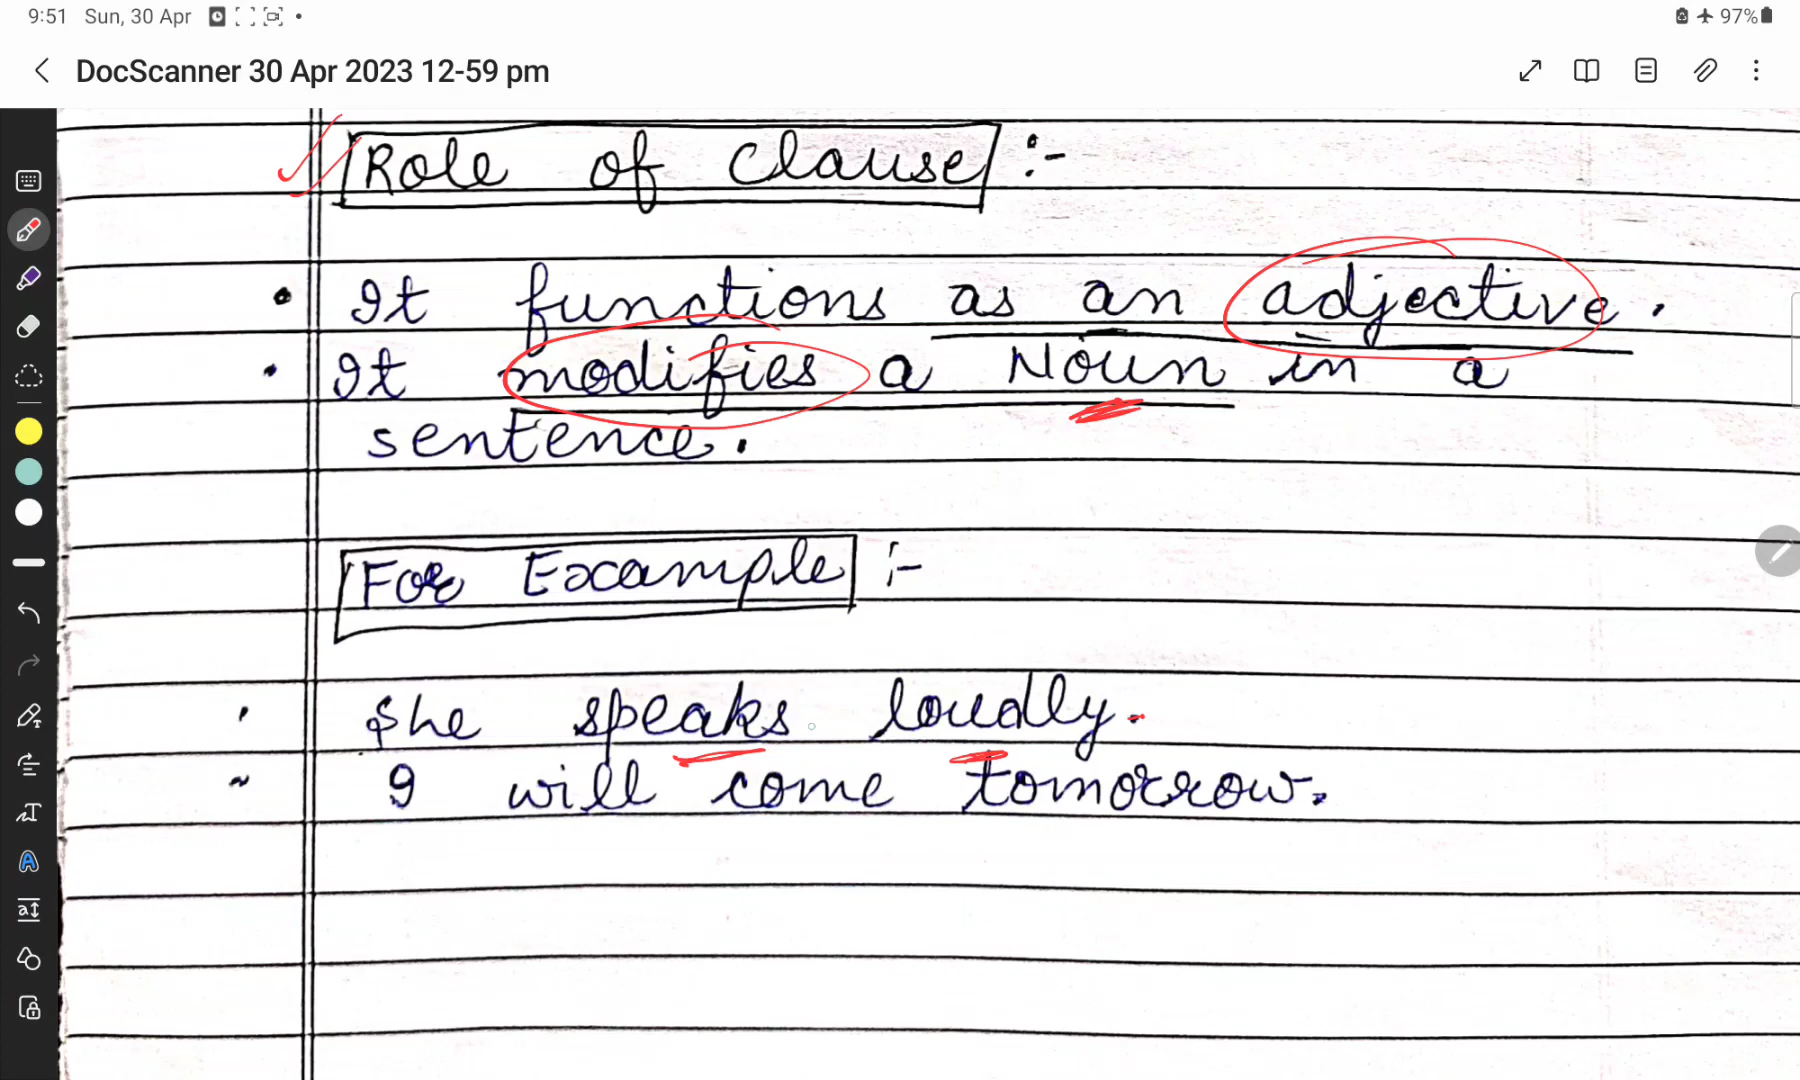 9:51 Sun, 30 Apr
97%
DocScanner 30 Apr 2023 12-59 pm
Role of Clause :-
• It functions as an adjective.
• It modifies a Noun in a
sentence.
For Example :-
She speaks loudly.
I will come tomorrow.